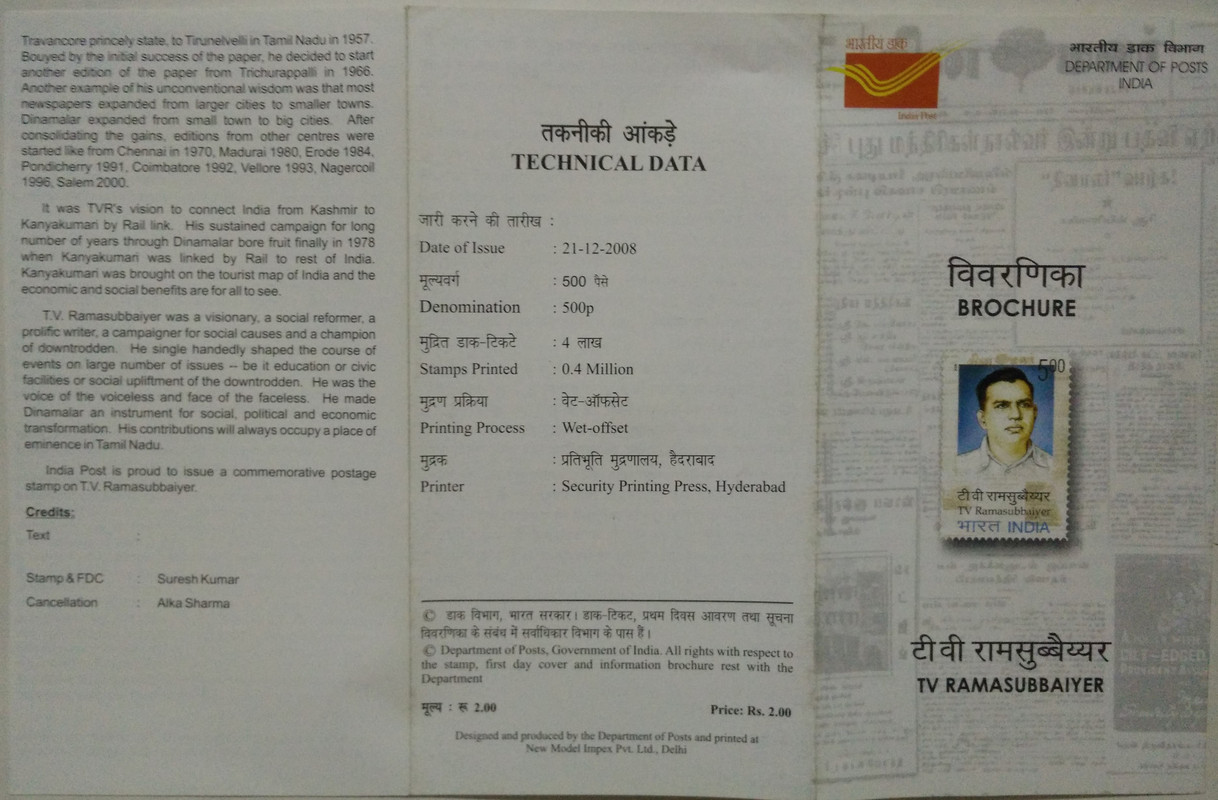 Travancore princely state, to Tirunelvelli in Tamil Nadu in 1957.
Bouyed by the initial success of the paper, he decided to start
another edition of the paper from Trichurappalli in 1966.
Another example of his unconventional wisdom was that most
newspapers expanded from larger cities to smaller towns.
Dinamalar expanded from small town to big cities. After
consolidating the gains, editions from other centres were
started like from Chennai in 1970, Madurai 1980, Erode 1984,
Pondicherry 1991, Coimbatore 1992, Vellore 1993, Nagercoil
1996, Salem 2000.
It was TVR's vision to connect India from Kashmir to
Kanyakumari by Rail link. His sustained campaign for long
number of years through Dinamalar bore fruit finally in 1978
when Kanyakumari was linked by Rail to rest of India.
Kanyakumari was brought on the tourist map of India and the
economic and social benefits are for all to see.
T.V. Ramasubbaiyer was a visionary, a social reformer, a
prolific writer, a campaigner for social causes and a champion
of downtrodden. He single handedly shaped the course of
events on large number of issues -- be it education or civic
facilities or social upliftment of the downtrodden. He was the
voice of the voiceless and face of the faceless. He made
Dinamalar an instrument for social, political and economic
transformation. His contributions will always occupy a place of
eminence in Tamil Nadu.
India Post is proud to issue a commemorative postage
stamp on T.V. Ramasubbaiyer.
Credits:
Text :
Stamp & FDC : Suresh Kumar
Cancellation : Alka Sharma
तकनीकी आंकड़े
TECHNICAL DATA
जारी करने की तारीख :
Date of Issue : 21-12-2008
मूल्यवर्ग : 500 पैसे
Denomination : 500p
मुद्रित डाक-टिकटे : 4 लाख
Stamps Printed : 0.4 Million
मुद्रण प्रक्रिया : वेट-ऑफसेट
Printing Process : Wet-offset
मुद्रक : प्रतिभूति मुद्रणालय, हैदराबाद
Printer : Security Printing Press, Hyderabad
© डाक विभाग, भारत सरकार। डाक-टिकट, प्रथम दिवस आवरण तथा सूचना
विवरणिका के संबंध में सर्वाधिकार विभाग के पास हैं।
© Department of Posts, Government of India. All rights with respect to
the stamp, first day cover and information brochure rest with the
Department
मूल्य : रू 2.00 Price: Rs. 2.00
Designed and produced by the Department of Posts and printed at
New Model Impex Pvt. Ltd., Delhi
भारतीय डाक
India Post
भारतीय डाक विभाग
DEPARTMENT OF POSTS
INDIA
विवरणिका
BROCHURE
500
टी वी रामसुब्बैय्यर
TV Ramasubbaiyer
भारत INDIA
टी वी रामसुब्बैय्यर
TV RAMASUBBAIYER